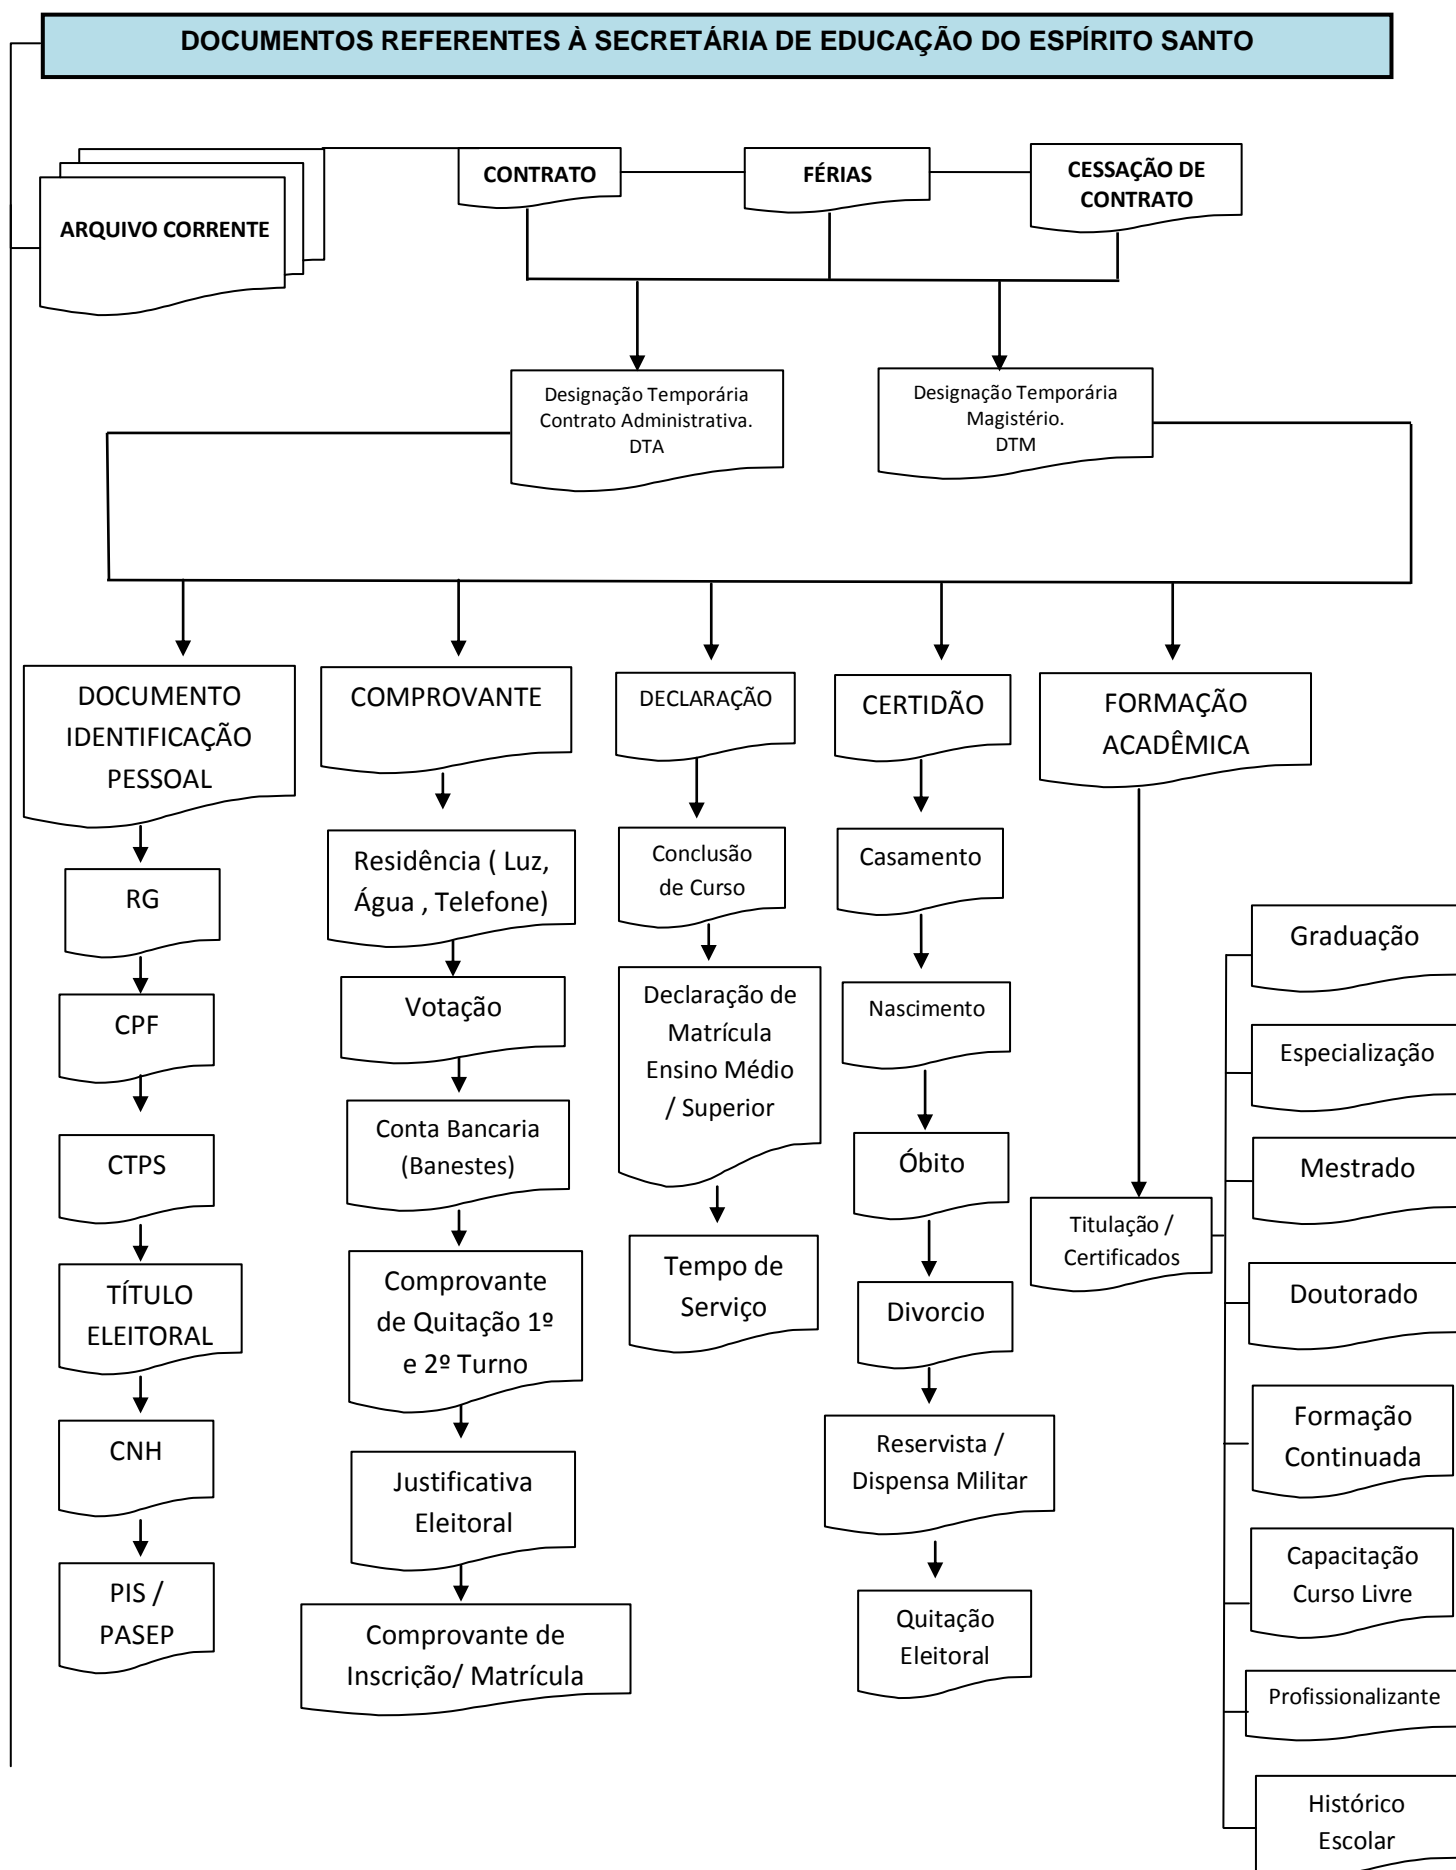 DOCUMENTOS REFERENTES À SECRETÁRIA DE EDUCAÇÃO DO ESPÍRITO SANTO
ARQUIVO CORRENTE
CONTRATO
FÉRIAS
CESSAÇÃO DE
CONTRATO
Designação Temporária
Contrato Administrativa.
DTA
Designação Temporária
Magistério.
DTM
DOCUMENTO
IDENTIFICAÇÃO
PESSOAL
RG
CPF
CTPS
TÍTULO
ELEITORAL
CNH
PIS /
PASEP
COMPROVANTE
Residência ( Luz,
Água , Telefone)
Votação
Conta Bancaria
(Banestes)
Comprovante
de Quitação 1º
e 2º Turno
Justificativa
Eleitoral
Comprovante de
Inscrição/ Matrícula
DECLARAÇÃO
Conclusão
de Curso
Declaração de
Matrícula
Ensino Médio
/ Superior
Tempo de
Serviço
CERTIDÃO
Casamento
Nascimento
Óbito
Divorcio
Reservista /
Dispensa Militar
Quitação
Eleitoral
FORMAÇÃO
ACADÊMICA
Titulação /
Certificados
Graduação
Especialização
Mestrado
Doutorado
Formação
Continuada
Capacitação
Curso Livre
Profissionalizante
Histórico
Escolar